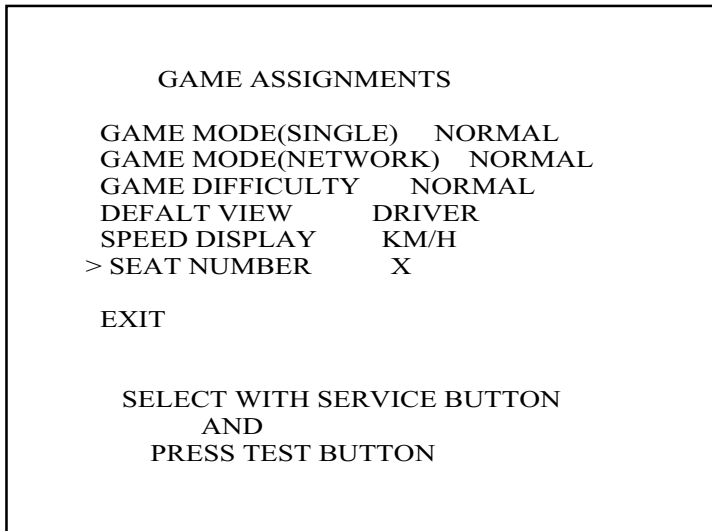 GAME ASSIGNMENTS
GAME MODE(SINGLE) NORMAL
GAME MODE(NETWORK) NORMAL
GAME DIFFICULTY NORMAL
DEFALT VIEW DRIVER
SPEED DISPLAY KM/H
> SEAT NUMBER X
EXIT
SELECT WITH SERVICE BUTTON
AND
PRESS TEST BUTTON